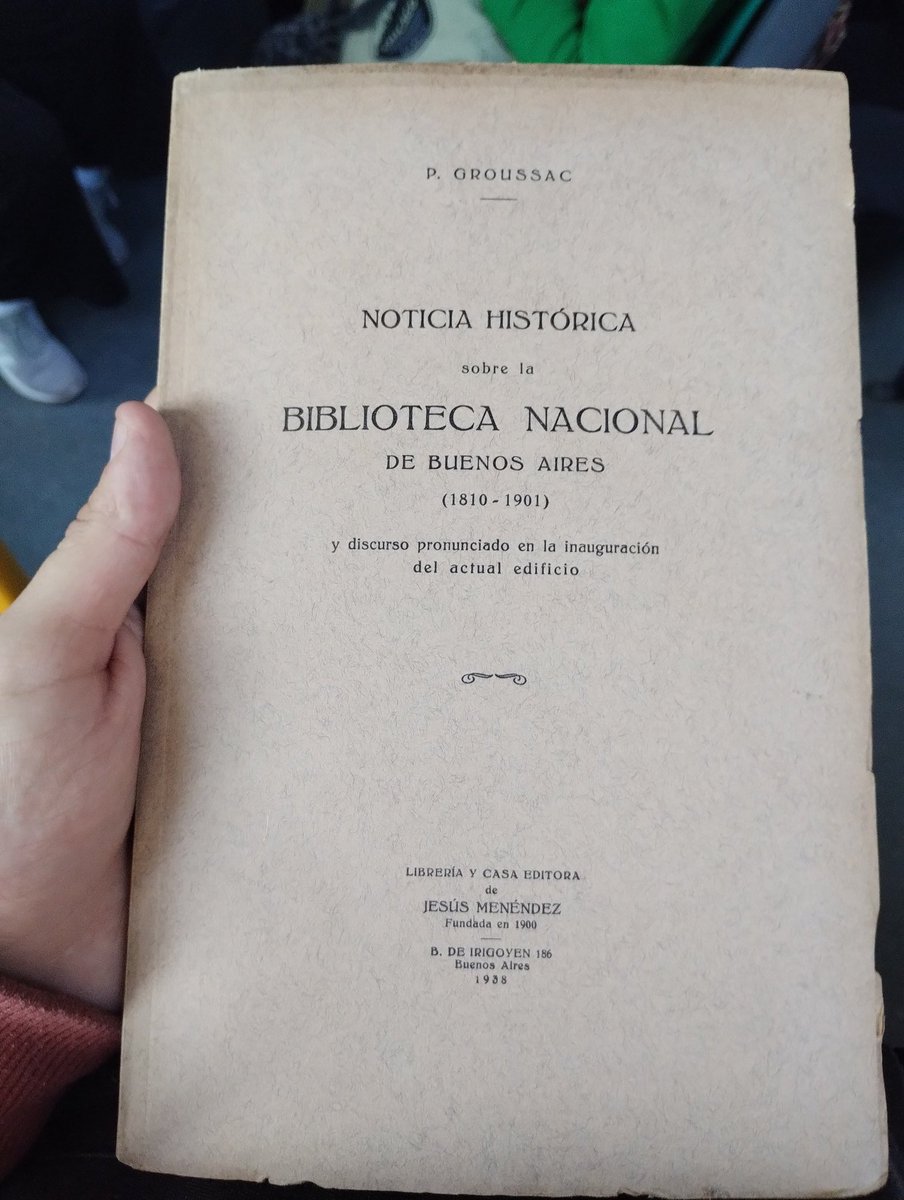 P. GROUSSAC
NOTICIA HISTÓRICA
sobre la
BIBLIOTECA NACIONAL
DE BUENOS AIRES
(1810 - 1901)
y discurso pronunciado en la inauguración
del actual edificio
LIBRERÍA Y CASA EDITORA
de
JESÚS MENÉNDEZ
Fundada en 1900
B. DE IRIGOYEN 186
Buenos Aires
1938